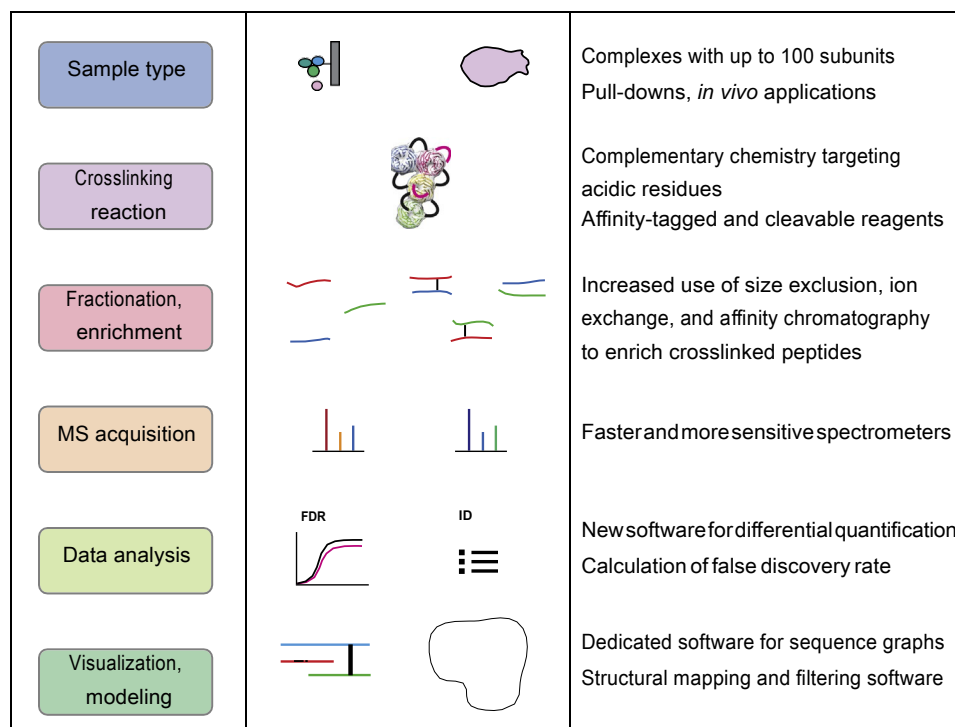 Sample type
Complexes with up to 100 subunits
Pull-downs, in vivo applications
Crosslinking
reaction
Complementary chemistry targeting
acidic residues
Affinity-tagged and cleavable reagents
Fractionation,
enrichment
Increased use of size exclusion, ion
exchange, and affinity chromatography
to enrich crosslinked peptides
MS acquisition
Faster and more sensitive spectrometers
Data analysis
FDR
ID
New software for differential quantification
Calculation of false discovery rate
Visualization,
modeling
Dedicated software for sequence graphs
Structural mapping and filtering software